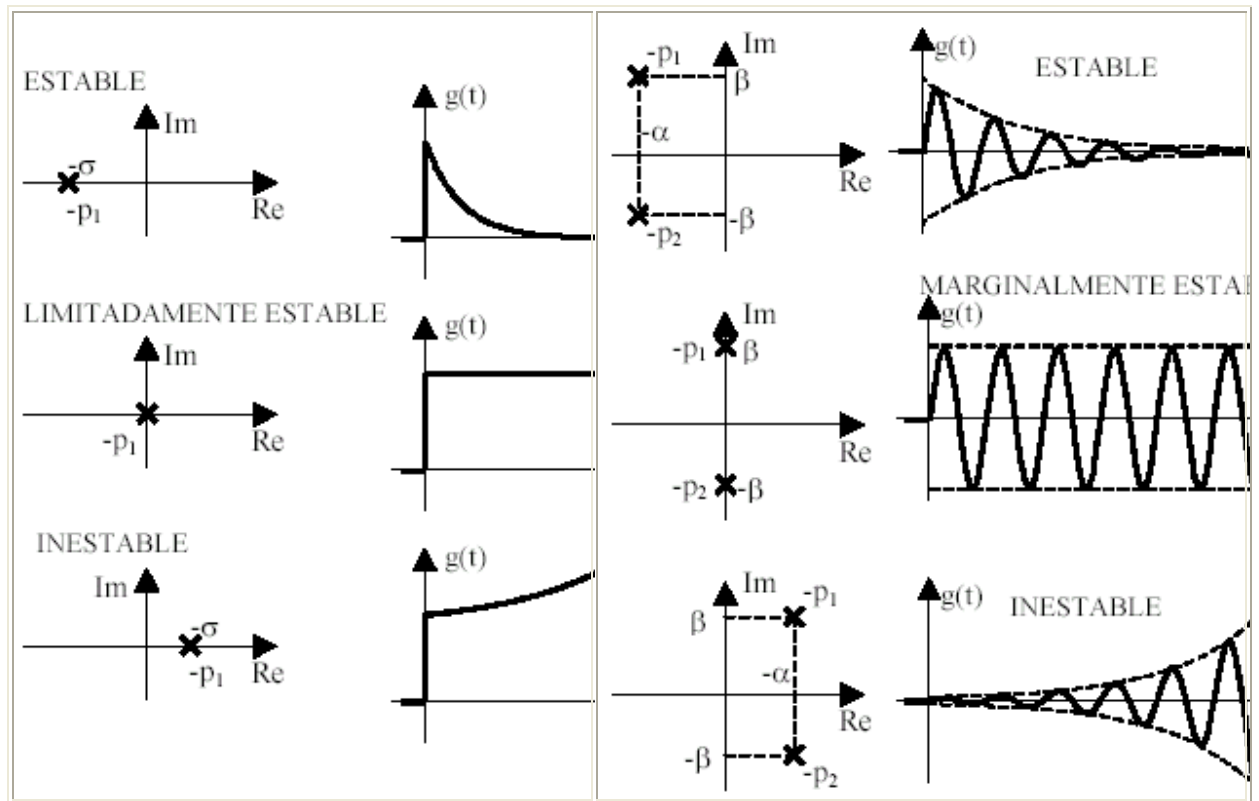 ESTABLE
Im
g(t)
-σ
-p₁
Re
LIMITADAMENTE ESTABLE
Im
g(t)
-p₁
Re
INESTABLE
Im
g(t)
-σ
-p₁
Re
-p₁
Im
g(t)
ESTABLE
β
-α
Re
-p₂
-β
MARGINALMENTE ESTA
Im
g(t)
-p₁
β
Re
-p₂
-β
Im
-p₁
g(t)
INESTABLE
β
-α
Re
-β
-p₂